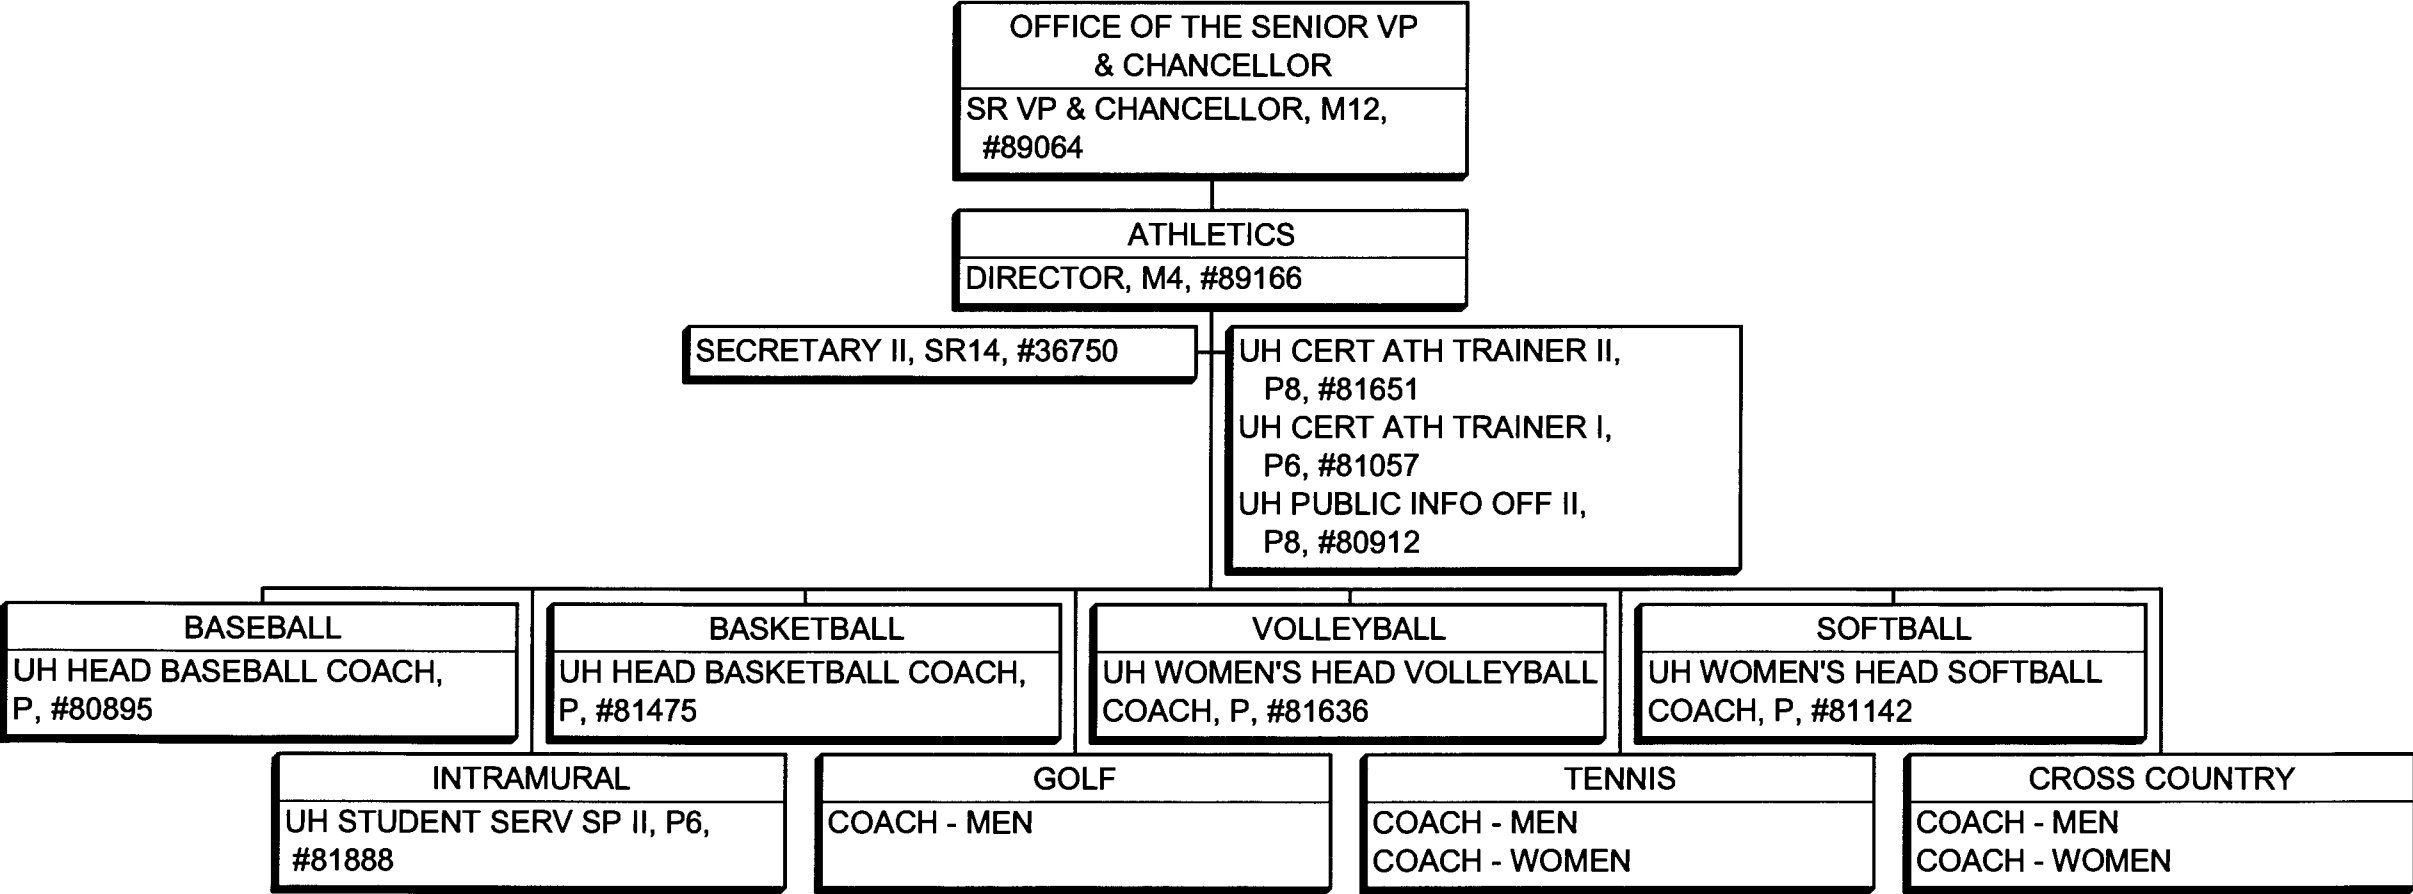 OFFICE OF THE SENIOR VP
& CHANCELLOR
SR VP & CHANCELLOR, M12,
#89064
ATHLETICS
DIRECTOR, M4, #89166
SECRETARY II, SR14, #36750
UH CERT ATH TRAINER II,
P8, #81651
UH CERT ATH TRAINER I,
P6, #81057
UH PUBLIC INFO OFF II,
P8, #80912
BASEBALL
UH HEAD BASEBALL COACH,
P, #80895
BASKETBALL
UH HEAD BASKETBALL COACH,
P, #81475
VOLLEYBALL
UH WOMEN'S HEAD VOLLEYBALL
COACH, P, #81636
SOFTBALL
UH WOMEN'S HEAD SOFTBALL
COACH, P, #81142
INTRAMURAL
UH STUDENT SERV SP II, P6,
#81888
GOLF
COACH - MEN
TENNIS
COACH - MEN
COACH - WOMEN
CROSS COUNTRY
COACH - MEN
COACH - WOMEN